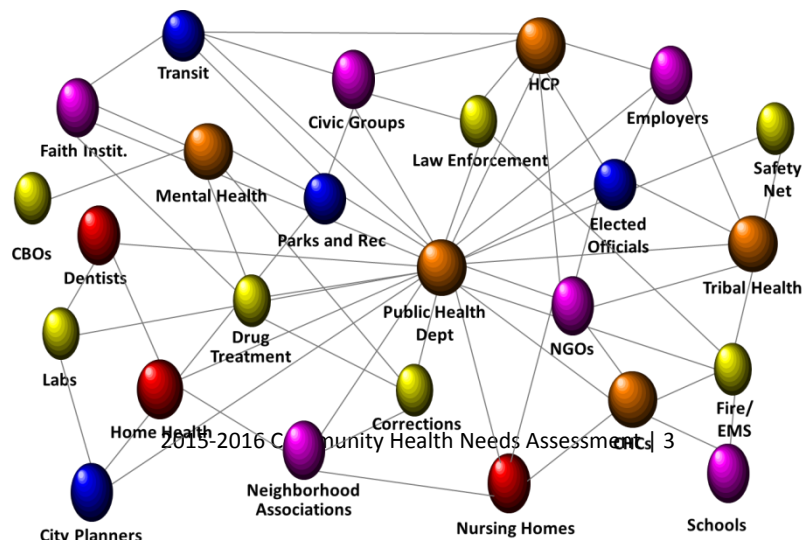 Transit
HCP
Civic Groups
Employers
Faith Instit.
Law Enforcement
Safety
Net
Mental Health
CBOs
Parks and Rec
Elected
Officials
Dentists
Tribal Health
Public Health
Dept
Drug
Treatment
NGOs
Labs
Home Health
Corrections
Fire/
EMS
CHCs
2015-2016 Community Health Needs Assessment | 3
Neighborhood
Associations
Nursing Homes
Schools
City Planners